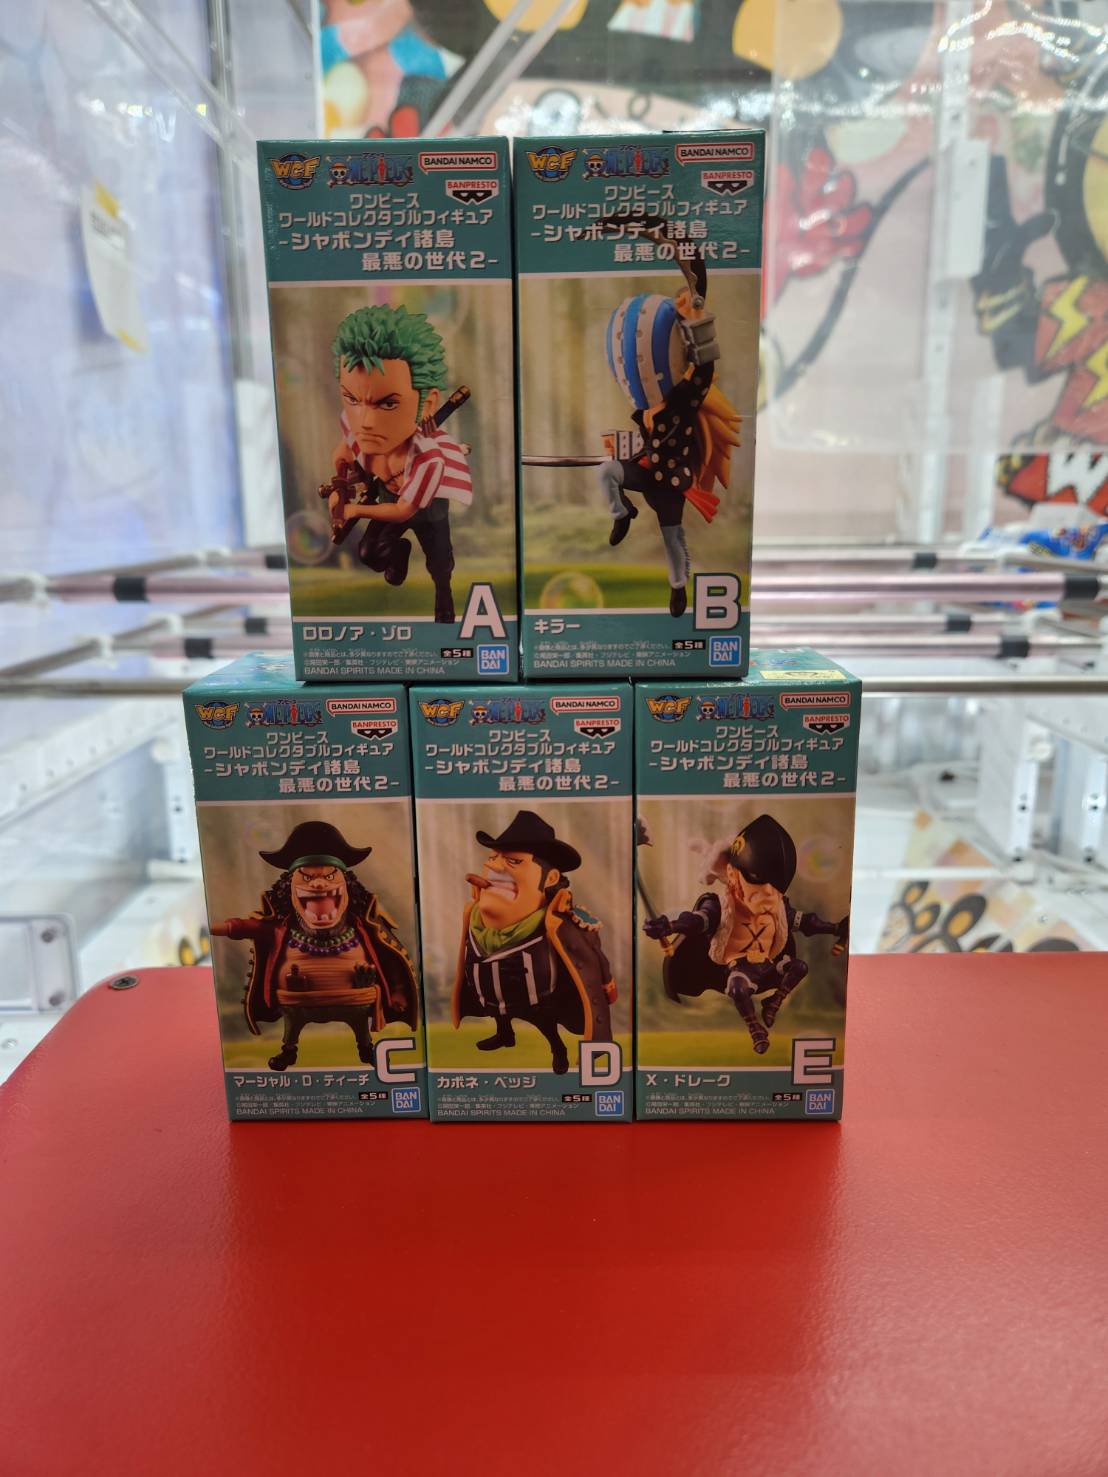 WCF ONE PIECE BANDAI NAMCO
BANPRESTO
ワンピース
ワールドコレクタブルフィギュア
-シャボンディ諸島
最悪の世代2-
A
ロロノア・ゾロ
全5種
BANDAI SPIRITS MADE IN CHINA
BAN
DAI
WCF ONE PIECE BANDAI NAMCO
BANPRESTO
ワンピース
ワールドコレクタブルフィギュア
-シャボンディ諸島
最悪の世代2-
B
キラー
全5種
BANDAI SPIRITS MADE IN CHINA
BAN
DAI
WCF ONE PIECE BANDAI NAMCO
BANPRESTO
ワンピース
ワールドコレクタブルフィギュア
-シャボンディ諸島
最悪の世代2-
C
マーシャル・D・ティーチ
全5種
BANDAI SPIRITS MADE IN CHINA
BAN
DAI
WCF ONE PIECE BANDAI NAMCO
BANPRESTO
ワンピース
ワールドコレクタブルフィギュア
-シャボンディ諸島
最悪の世代2-
D
カポネ・ベッジ
全5種
BANDAI SPIRITS MADE IN CHINA
BAN
DAI
WCF ONE PIECE BANDAI NAMCO
BANPRESTO
ワンピース
ワールドコレクタブルフィギュア
-シャボンディ諸島
最悪の世代2-
E
X・ドレーク
全5種
BANDAI SPIRITS MADE IN CHINA
BAN
DAI